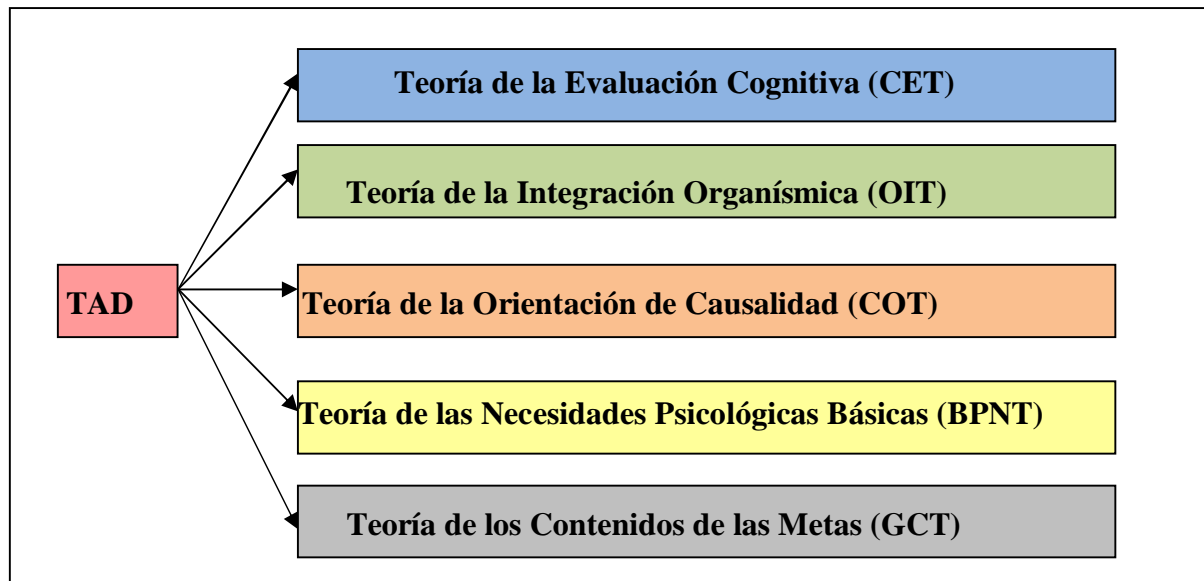 Teoría de la Evaluación Cognitiva (CET)
Teoría de la Integración Organísmica (OIT)
TAD
Teoría de la Orientación de Causalidad (COT)
Teoría de las Necesidades Psicológicas Básicas (BPNT)
Teoría de los Contenidos de las Metas (GCT)